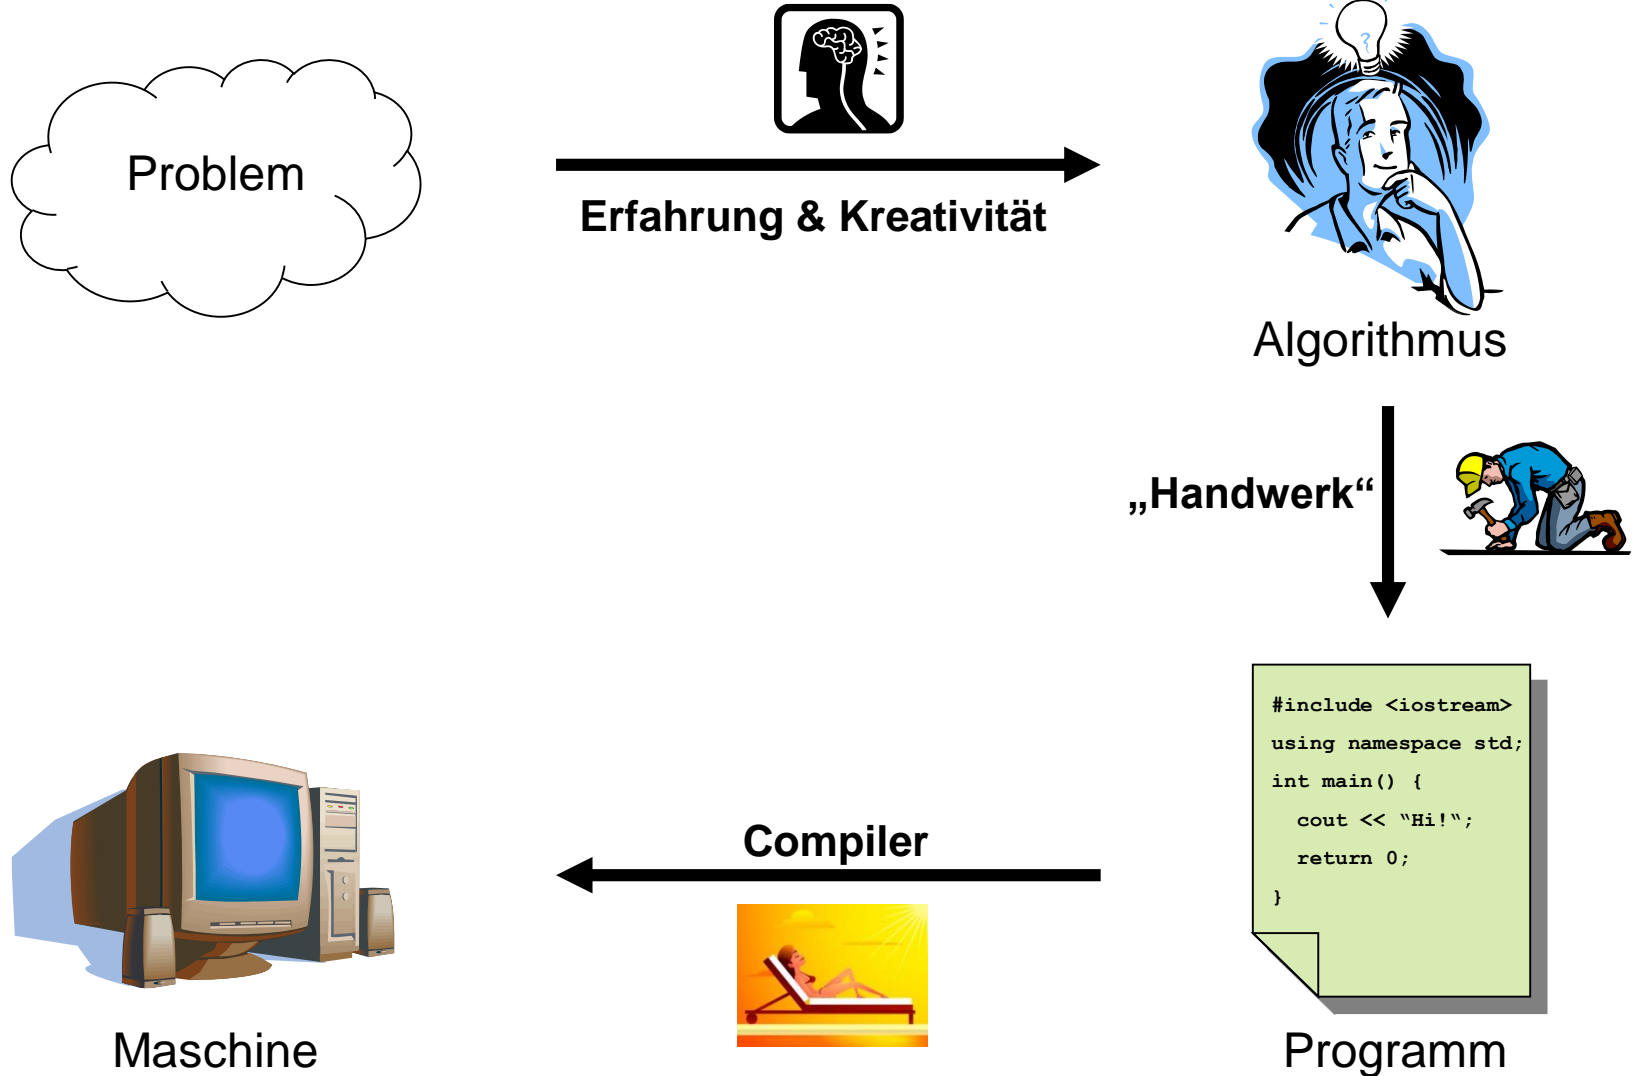 Problem
Erfahrung & Kreativität
?
Algorithmus
„Handwerk“
#include <iostream>
using namespace std;
int main() {
cout << “Hi!“;
return 0;
}
Compiler
Maschine
Programm